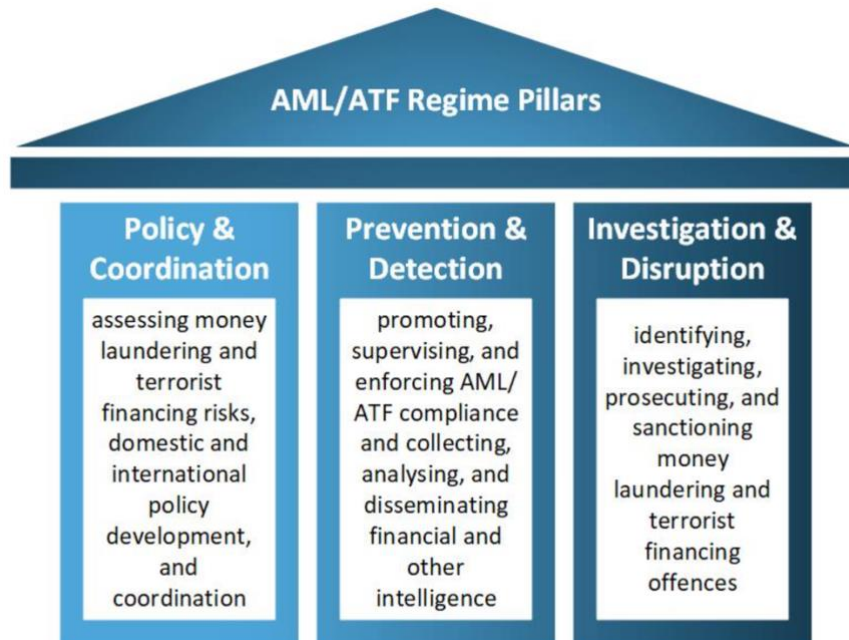 AML/ATF Regime Pillars
Policy &
Coordination
assessing money
laundering and
terrorist
financing risks,
domestic and
international
policy
development,
and
coordination
Prevention &
Detection
promoting,
supervising, and
enforcing AML/
ATF compliance
and collecting,
analysing, and
disseminating
financial and
other
intelligence
Investigation &
Disruption
identifying,
investigating,
prosecuting, and
sanctioning
money
laundering and
terrorist
financing
offences